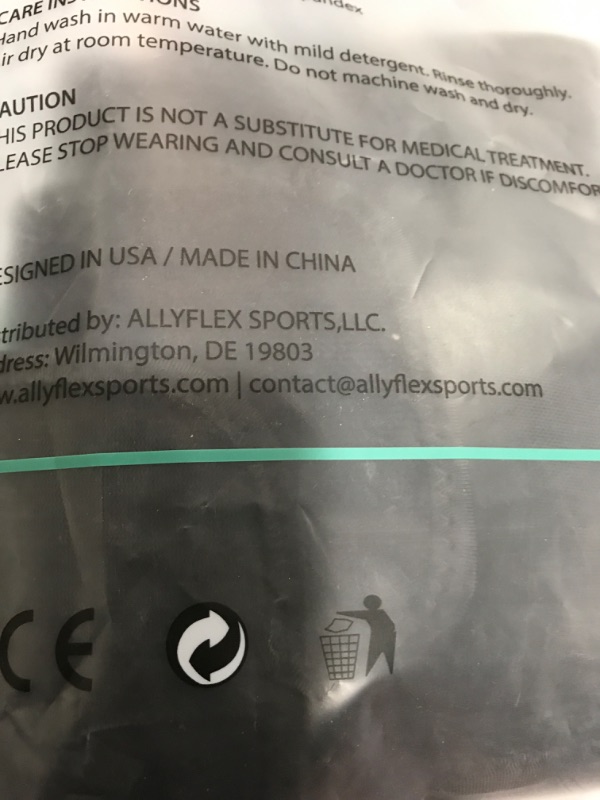 CARE INS IONS
Hand wash in warm water with mild detergent. Rinse thoroughly.
ir dry at room temperature. Do not machine wash and dry.
AUTION
HIS PRODUCT IS NOT A SUBSTITUTE FOR MEDICAL TREATMENT.
LEASE STOP WEARING AND CONSULT A DOCTOR IF DISCOMFOR
ESIGNED IN USA / MADE IN CHINA
tributed by: ALLYFLEX SPORTS,LLC.
dress: Wilmington, DE 19803
w.allyflexsports.com | contact@allyflexsports.com
CE